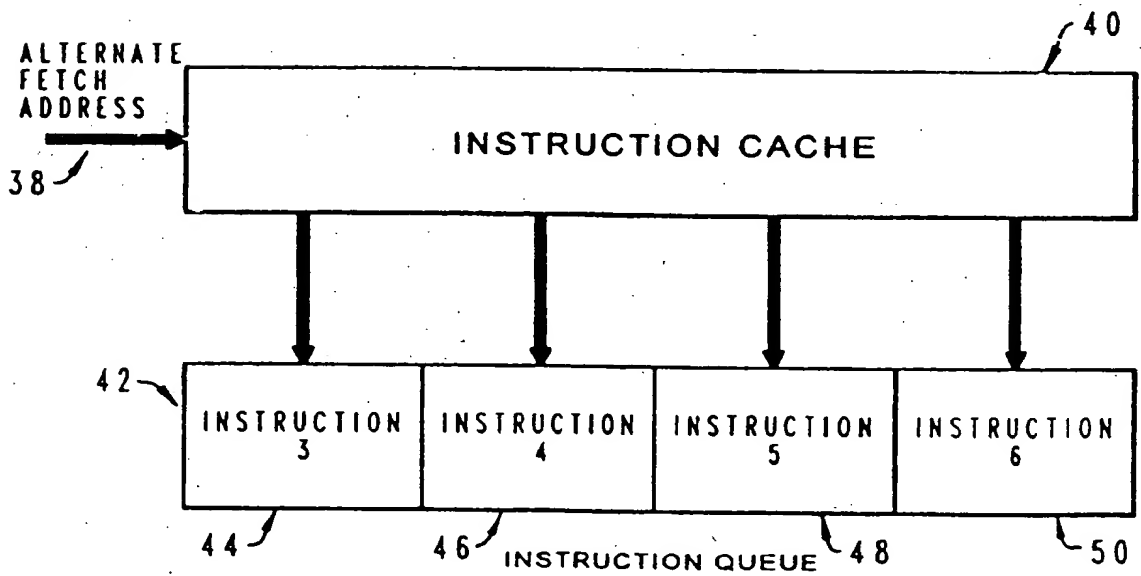 40
ALTERNATE
FETCH
ADDRESS
38
INSTRUCTION CACHE
42
INSTRUCTION
3
INSTRUCTION
4
INSTRUCTION
5
INSTRUCTION
6
44
46
INSTRUCTION QUEUE
48
50